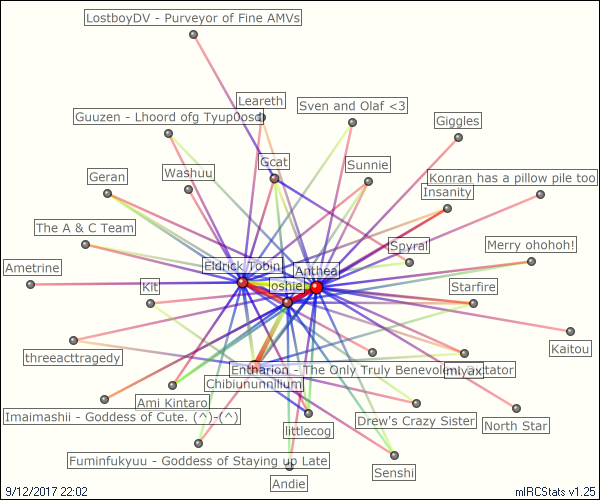 LostboyDV - Purveyor of Fine AMVs
Leareth
Sven and Olaf <3
Guuzen - Lhoord ofg Tyup0osd
Giggles
Gcat
Sunnie
Washuu
Geran
Konran has a pillow pile too
Insanity
The A & C Team
Spyral
Merry ohohoh!
Ametrine
Eldrick Tobin
Anthea
Kit
Ioshie
Starfire
Kaitou
threeacttragedy
Entharion - The Only Truly Benevolent Dictator
miyax
Chibiununnilium
Ami Kintaro
Imaimashii - Goddess of Cute. (^)-(^)
Drew's Crazy Sister
North Star
littlecog
Fuminfukyuu - Goddess of Staying up Late
Senshi
Andie
9/12/2017 22:02
mIRCStats v1.25